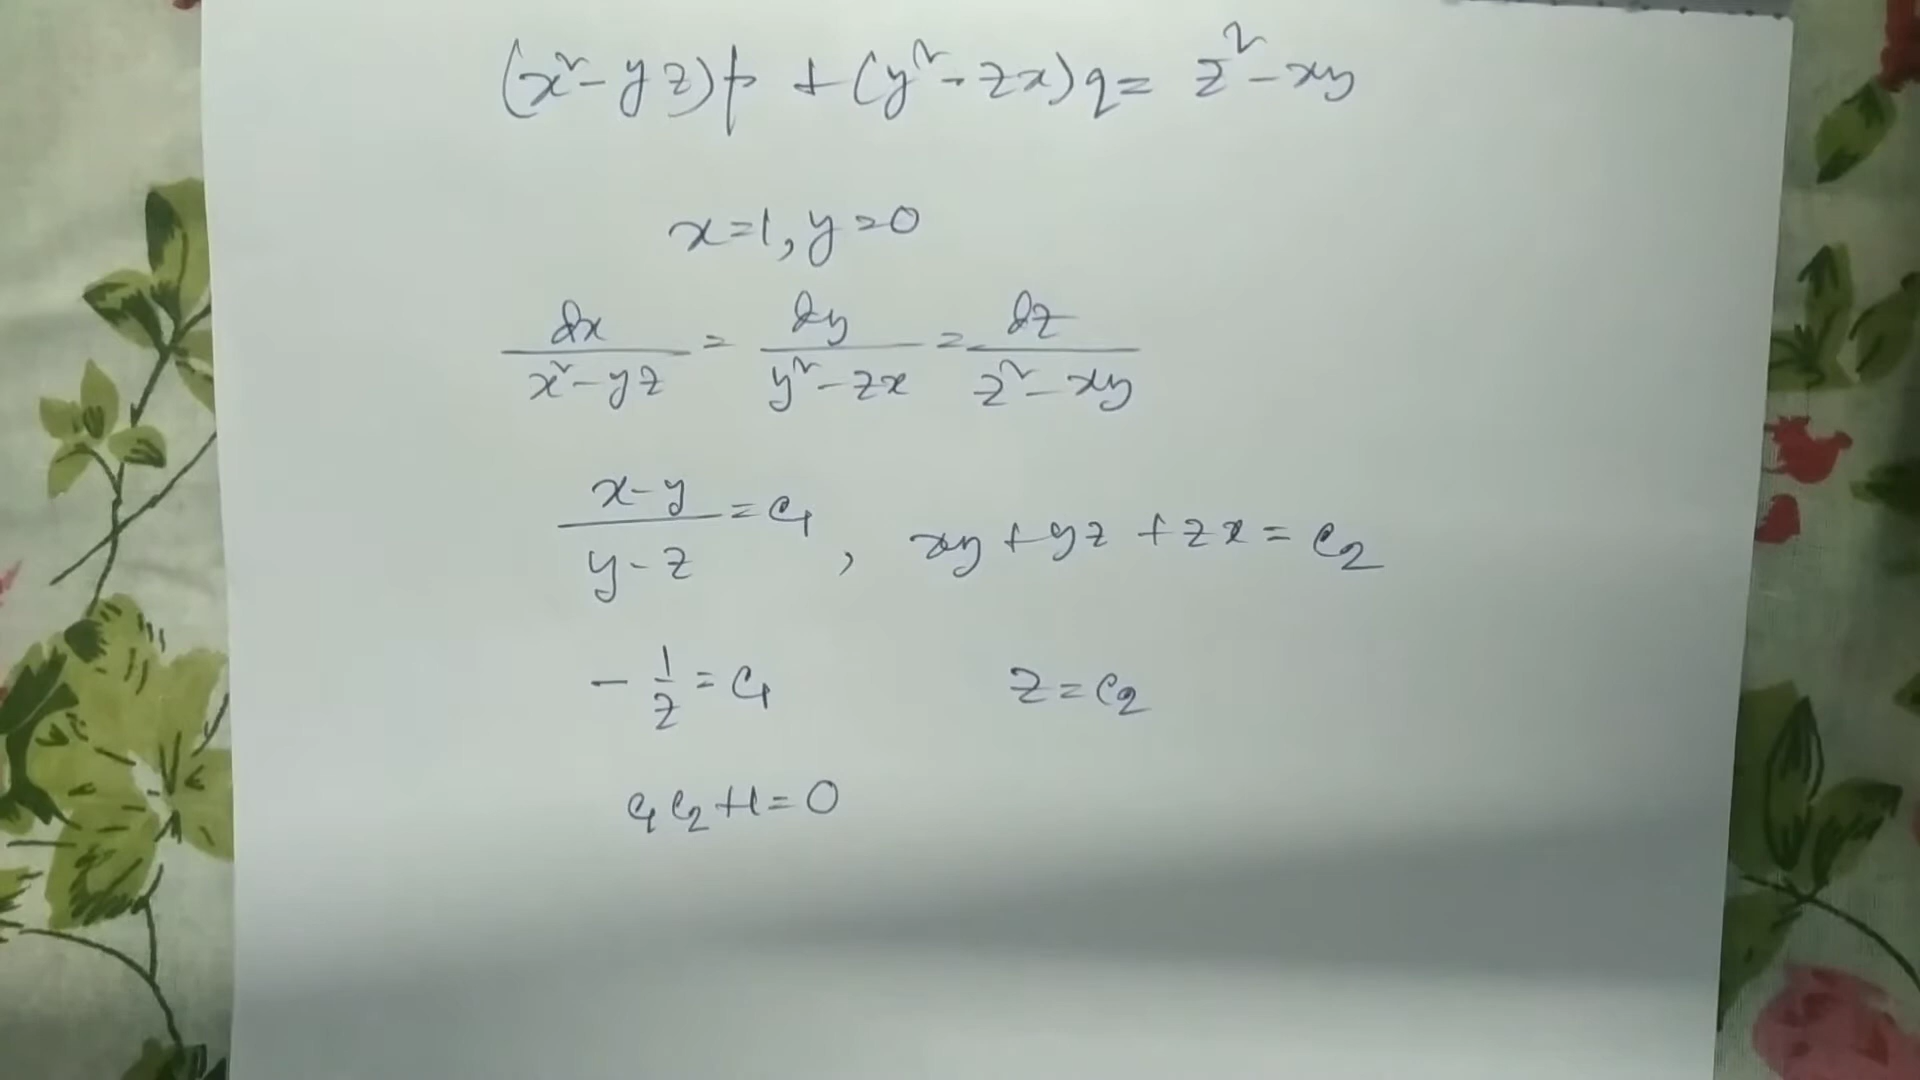 (x²-yz)p + (y²-zx)q = z²-xy
x=1, y=0
dx/(x²-yz) = dy/(y²-zx) = dz/(z²-xy)
(x-y)/(y-z) = c₁, xy+yz+zx = c₂
-1/z = c₁ z = c₂
c₁c₂+1=0